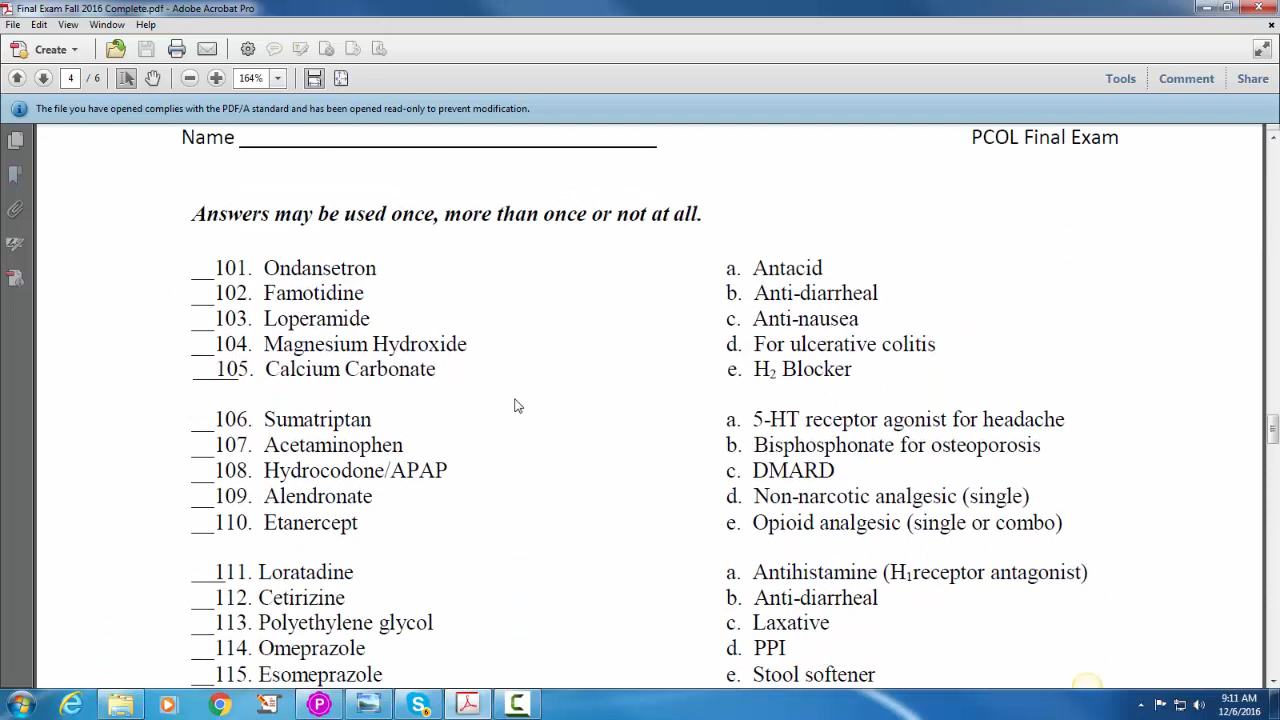 Final Exam Fall 2016 Complete.pdf - Adobe Acrobat Pro
File Edit View Window Help
Create
4 / 6 164% Tools Comment Share
The file you have opened complies with the PDF/A standard and has been opened read-only to prevent modification.
Name ________________ PCOL Final Exam
Answers may be used once, more than once or not at all.
__101. Ondansetron a. Antacid
__102. Famotidine b. Anti-diarrheal
__103. Loperamide c. Anti-nausea
__104. Magnesium Hydroxide d. For ulcerative colitis
__105. Calcium Carbonate e. H₂ Blocker
__106. Sumatriptan a. 5-HT receptor agonist for headache
__107. Acetaminophen b. Bisphosphonate for osteoporosis
__108. Hydrocodone/APAP c. DMARD
__109. Alendronate d. Non-narcotic analgesic (single)
__110. Etanercept e. Opioid analgesic (single or combo)
__111. Loratadine a. Antihistamine (H₁receptor antagonist)
__112. Cetirizine b. Anti-diarrheal
__113. Polyethylene glycol c. Laxative
__114. Omeprazole d. PPI
__115. Esomeprazole e. Stool softener
9:11 AM
12/6/2016